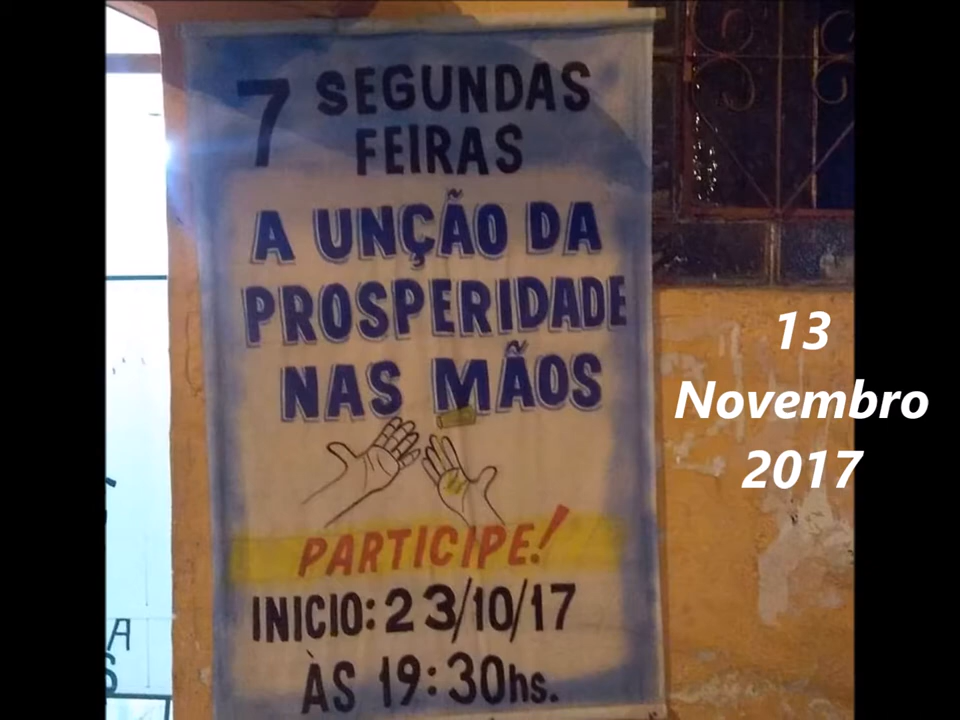 7 SEGUNDAS
FEIRAS
A UNÇÃO DA
PROSPERIDADE
NAS MÃOS
PARTICIPE!
INICIO: 23/10/17
ÀS 19:30hs.
13
Novembro
2017